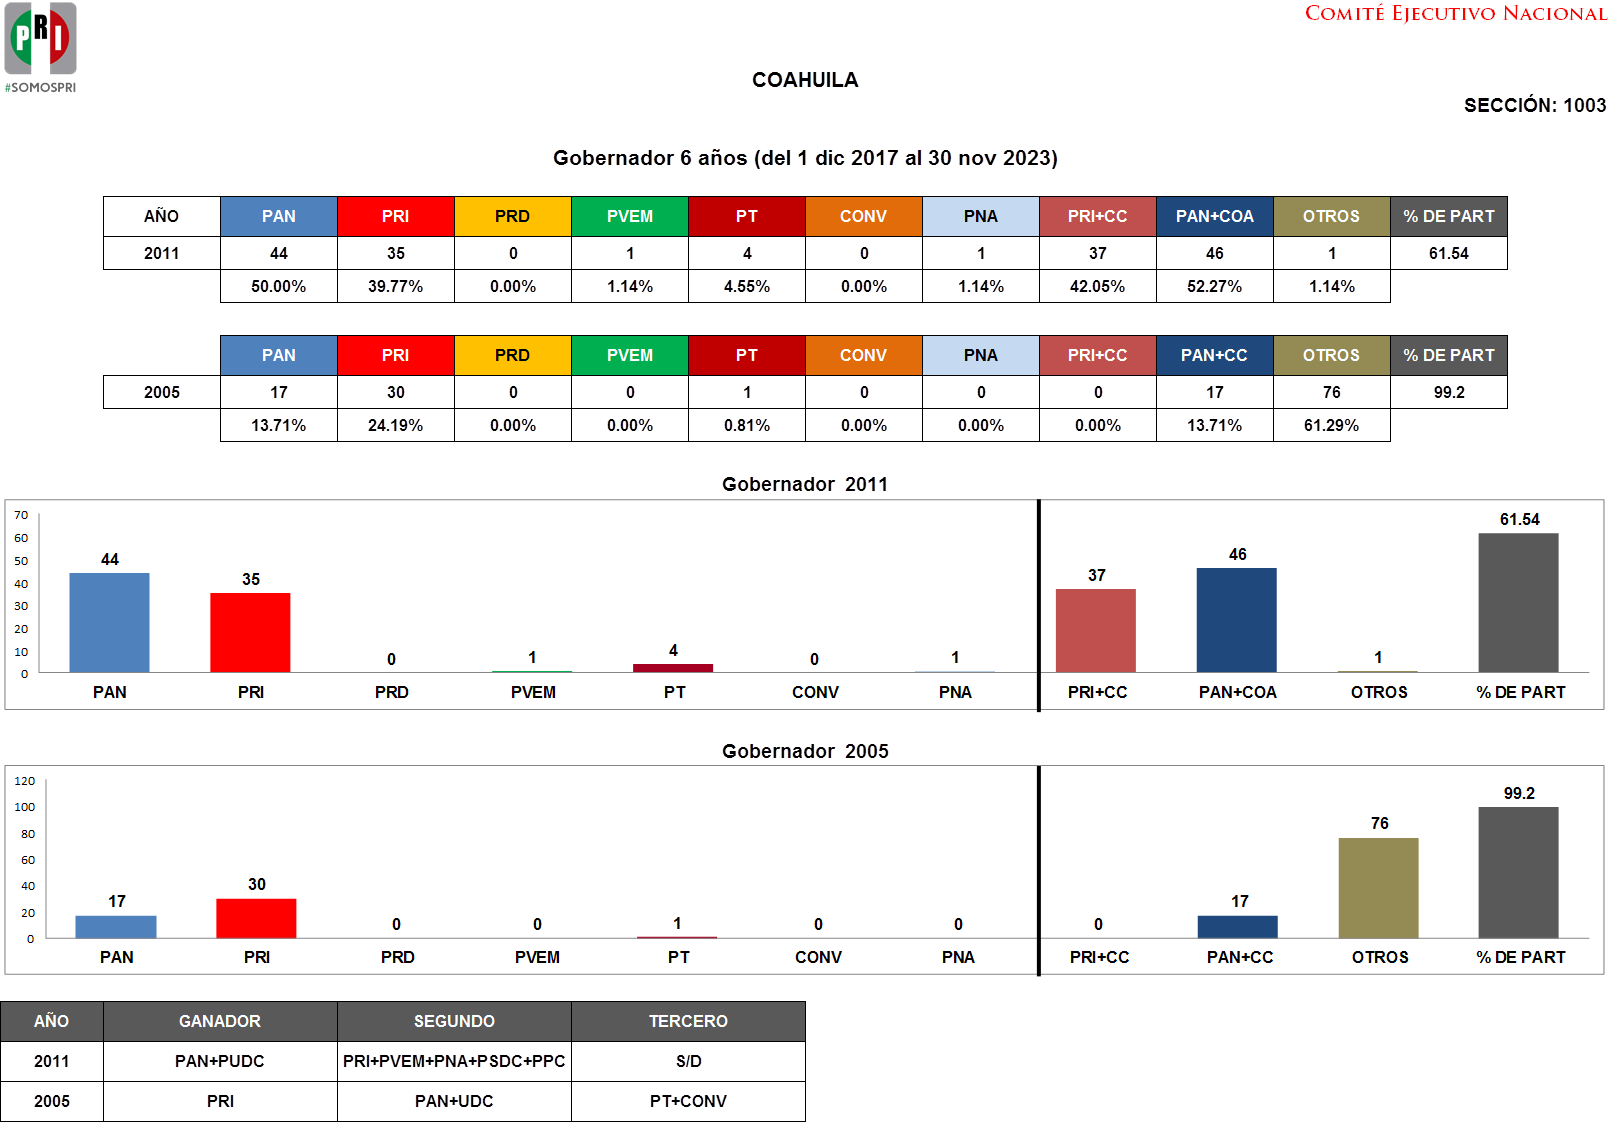 PRI
#SOMOSPRI
COMITÉ EJECUTIVO NACIONAL
COAHUILA
SECCIÓN: 1003
Gobernador 6 años (del 1 dic 2017 al 30 nov 2023)
AÑO PAN PRI PRD PVEM PT CONV PNA PRI+CC PAN+COA OTROS % DE PART
2011 44 35 0 1 4 0 1 37 46 1 61.54
50.00% 39.77% 0.00% 1.14% 4.55% 0.00% 1.14% 42.05% 52.27% 1.14%
PAN PRI PRD PVEM PT CONV PNA PRI+CC PAN+CC OTROS % DE PART
2005 17 30 0 0 1 0 0 0 17 76 99.2
13.71% 24.19% 0.00% 0.00% 0.81% 0.00% 0.00% 0.00% 13.71% 61.29%
Gobernador 2011
70
60
50
40
30
20
10
0
44 35 0 1 4 0 1 37 46 1 61.54
PAN PRI PRD PVEM PT CONV PNA PRI+CC PAN+COA OTROS % DE PART
Gobernador 2005
120
100
80
60
40
20
0
17 30 0 0 1 0 0 0 17 76 99.2
PAN PRI PRD PVEM PT CONV PNA PRI+CC PAN+CC OTROS % DE PART
AÑO GANADOR SEGUNDO TERCERO
2011 PAN+PUDC PRI+PVEM+PNA+PSDC+PPC S/D
2005 PRI PAN+UDC PT+CONV